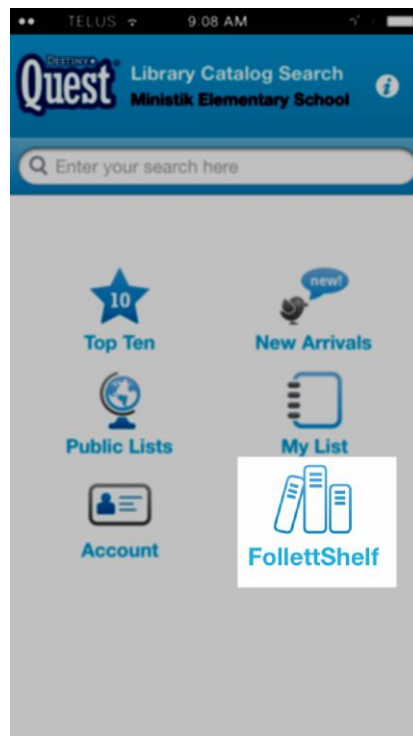 TELUS 9:08 AM
DESTINY
Quest
Library Catalog Search
Ministik Elementary School
i
Enter your search here
10
Top Ten
new!
New Arrivals
Public Lists
My List
Account
FollettShelf